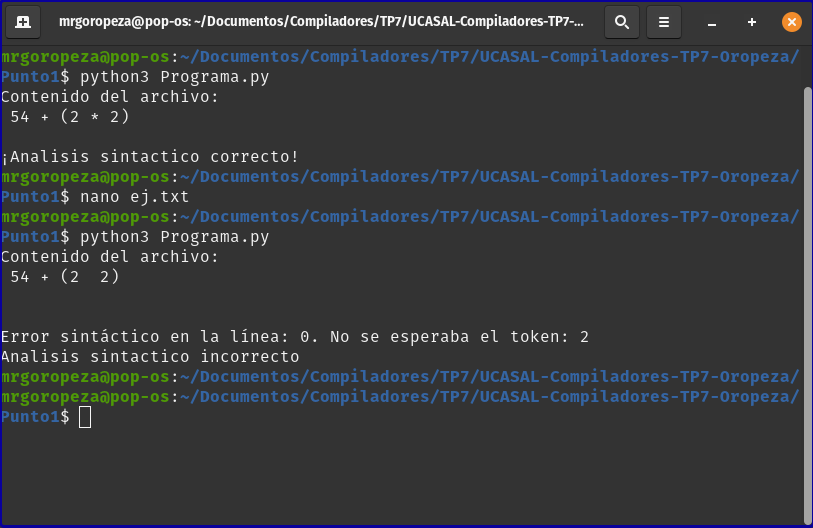 mrgoropeza@pop-os: ~/Documentos/Compiladores/TP7/UCASAL-Compiladores-TP7-...
mrgoropeza@pop-os:~/Documentos/Compiladores/TP7/UCASAL-Compiladores-TP7-Oropeza/
Punto1$ python3 Programa.py
Contenido del archivo:
 54 + (2 * 2)
¡Analisis sintactico correcto!
mrgoropeza@pop-os:~/Documentos/Compiladores/TP7/UCASAL-Compiladores-TP7-Oropeza/
Punto1$ nano ej.txt
mrgoropeza@pop-os:~/Documentos/Compiladores/TP7/UCASAL-Compiladores-TP7-Oropeza/
Punto1$ python3 Programa.py
Contenido del archivo:
 54 + (2  2)
Error sintáctico en la línea: 0. No se esperaba el token: 2
Analisis sintactico incorrecto
mrgoropeza@pop-os:~/Documentos/Compiladores/TP7/UCASAL-Compiladores-TP7-Oropeza/
mrgoropeza@pop-os:~/Documentos/Compiladores/TP7/UCASAL-Compiladores-TP7-Oropeza/
Punto1$